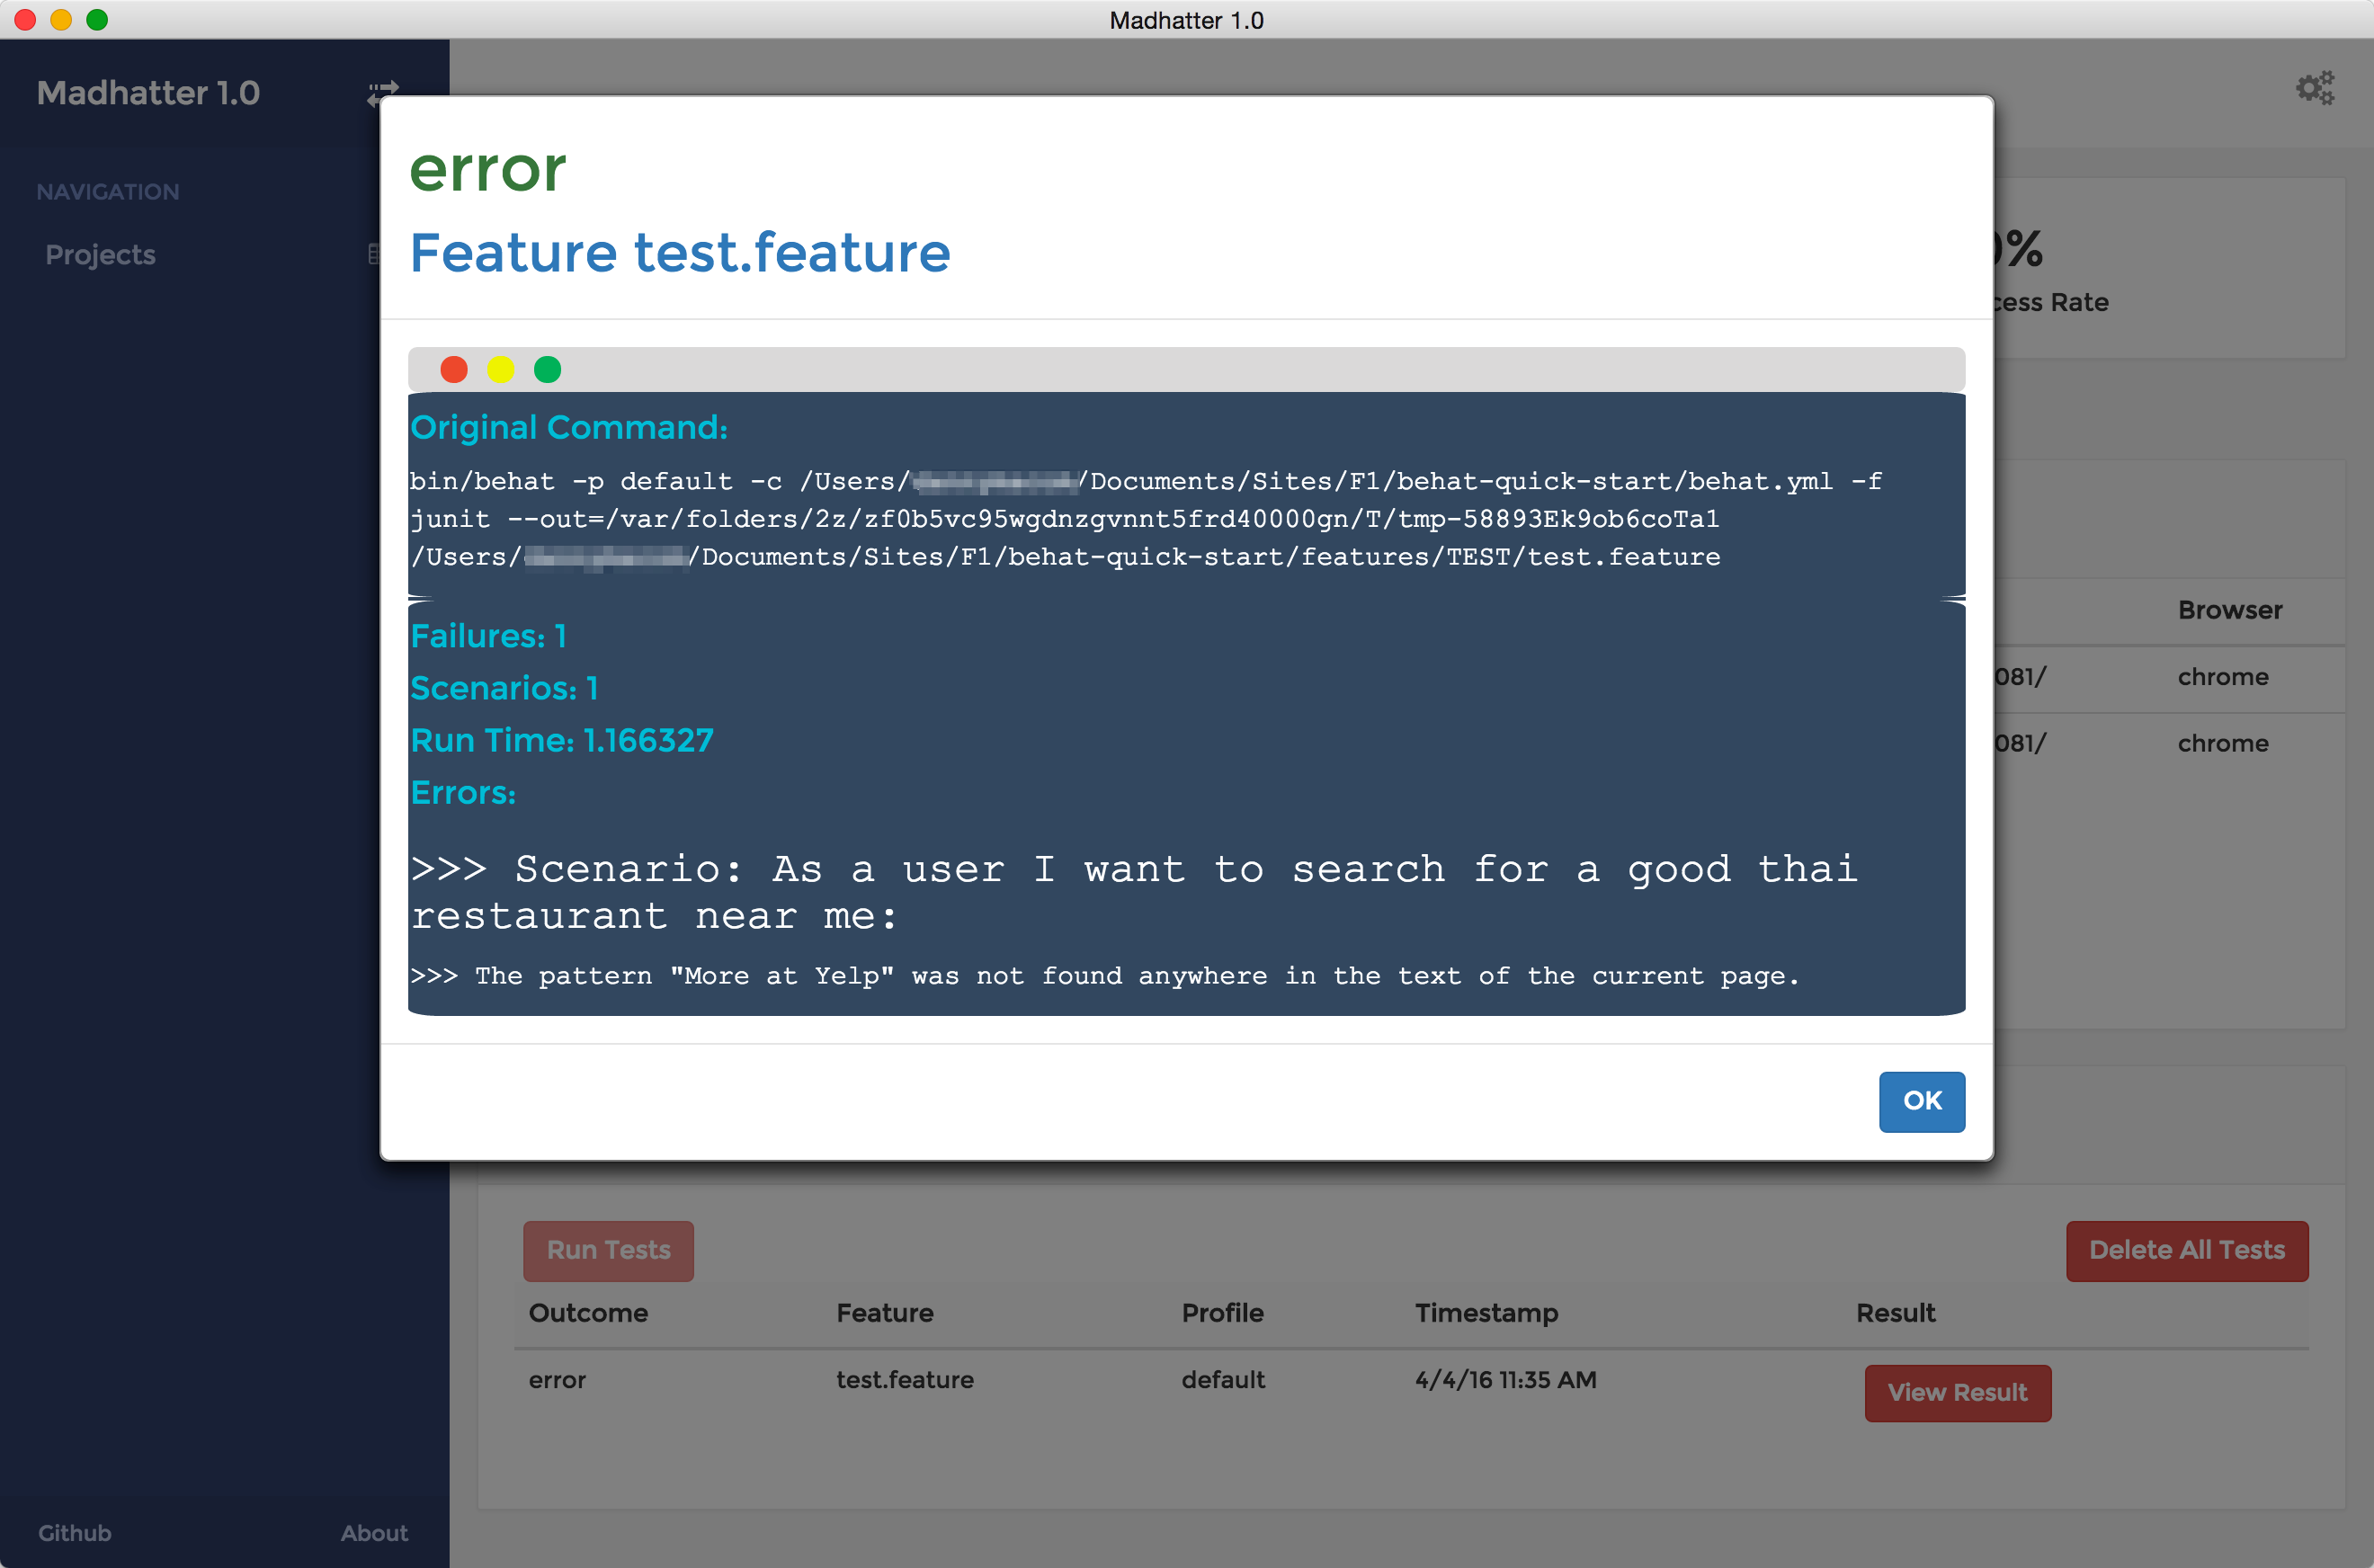 Madhatter 1.0
Madhatter 1.0
NAVIGATION
Projects
Github
About
error
Feature test.feature
Original Command:
bin/behat -p default -c /Users/ /Documents/Sites/F1/behat-quick-start/behat.yml -f
junit --out=/var/folders/2z/zf0b5vc95wgdnzgvnnt5frd40000gn/T/tmp-58893Ek9ob6coTa1
/Users/ /Documents/Sites/F1/behat-quick-start/features/TEST/test.feature
Failures: 1
Scenarios: 1
Run Time: 1.166327
Errors:
>>> Scenario: As a user I want to search for a good thai
restaurant near me:
>>> The pattern "More at Yelp" was not found anywhere in the text of the current page.
OK
%
cess Rate
Browser
081/ chrome
081/ chrome
Run Tests
Delete All Tests
Outcome Feature Profile Timestamp Result
error test.feature default 4/4/16 11:35 AM View Result